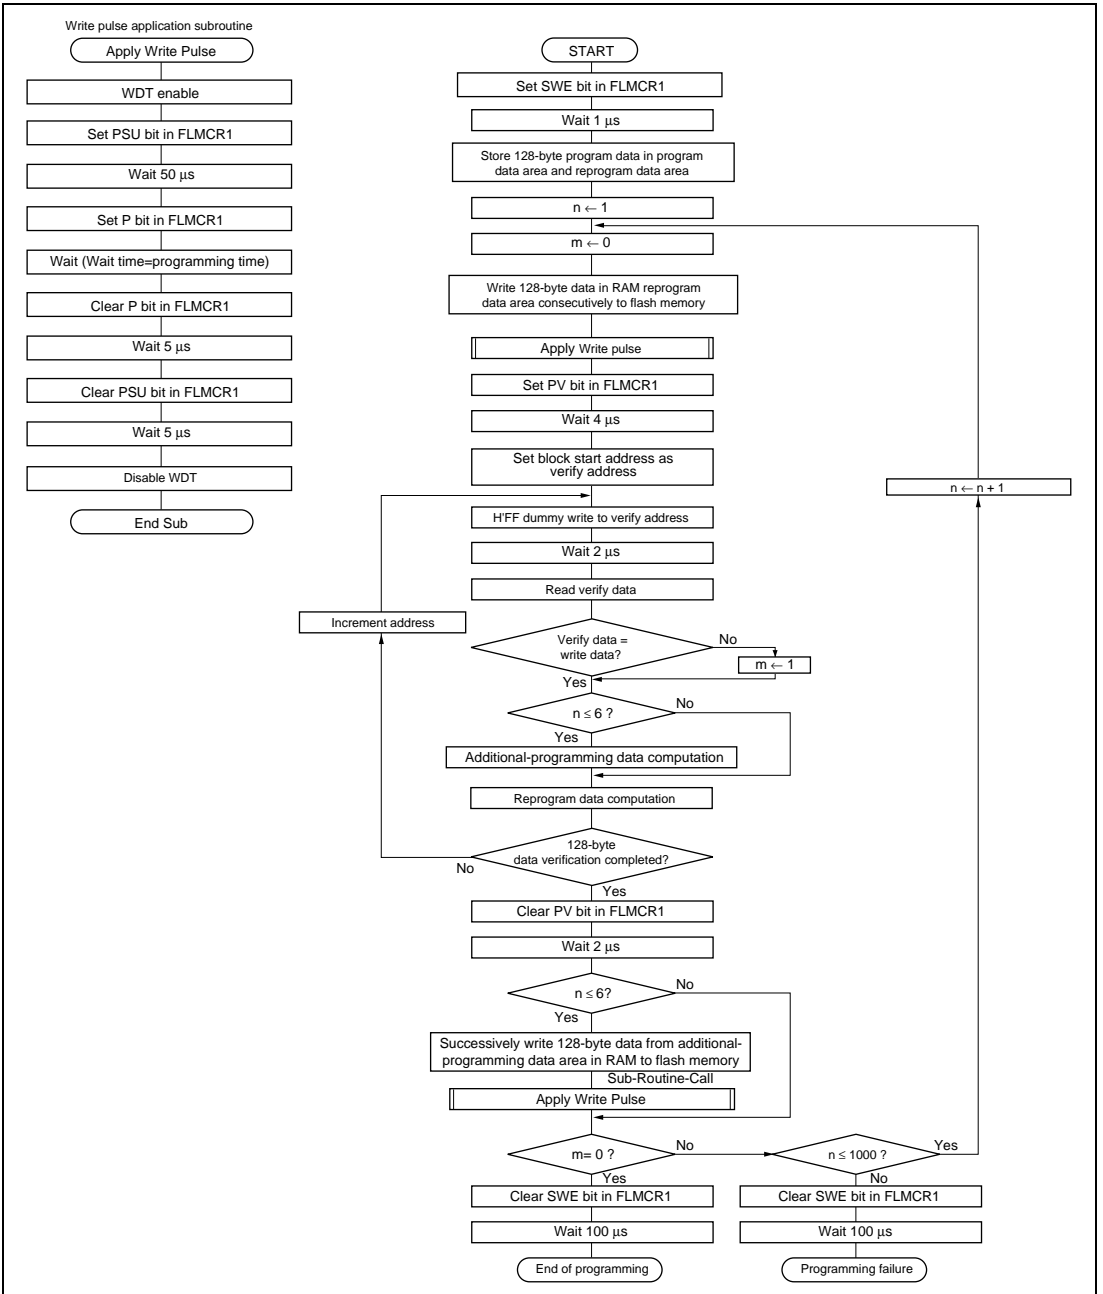 Write pulse application subroutine
Apply Write Pulse
WDT enable
Set PSU bit in FLMCR1
Wait 50 µs
Set P bit in FLMCR1
Wait (Wait time=programming time)
Clear P bit in FLMCR1
Wait 5 µs
Clear PSU bit in FLMCR1
Wait 5 µs
Disable WDT
End Sub
START
Set SWE bit in FLMCR1
Wait 1 µs
Store 128-byte program data in program
data area and reprogram data area
n ← 1
m ← 0
Write 128-byte data in RAM reprogram
data area consecutively to flash memory
Apply Write pulse
Set PV bit in FLMCR1
Wait 4 µs
Set block start address as
verify address
n ← n + 1
H'FF dummy write to verify address
Wait 2 µs
Read verify data
Increment address
Verify data =
write data?
No
m ← 1
Yes
n ≤ 6 ?
No
Yes
Additional-programming data computation
Reprogram data computation
128-byte
data verification completed?
No
Yes
Clear PV bit in FLMCR1
Wait 2 µs
n ≤ 6?
No
Yes
Successively write 128-byte data from additional-
programming data area in RAM to flash memory
Sub-Routine-Call
Apply Write Pulse
m= 0 ?
No
n ≤ 1000 ?
Yes
Yes
No
Clear SWE bit in FLMCR1
Clear SWE bit in FLMCR1
Wait 100 µs
Wait 100 µs
End of programming
Programming failure